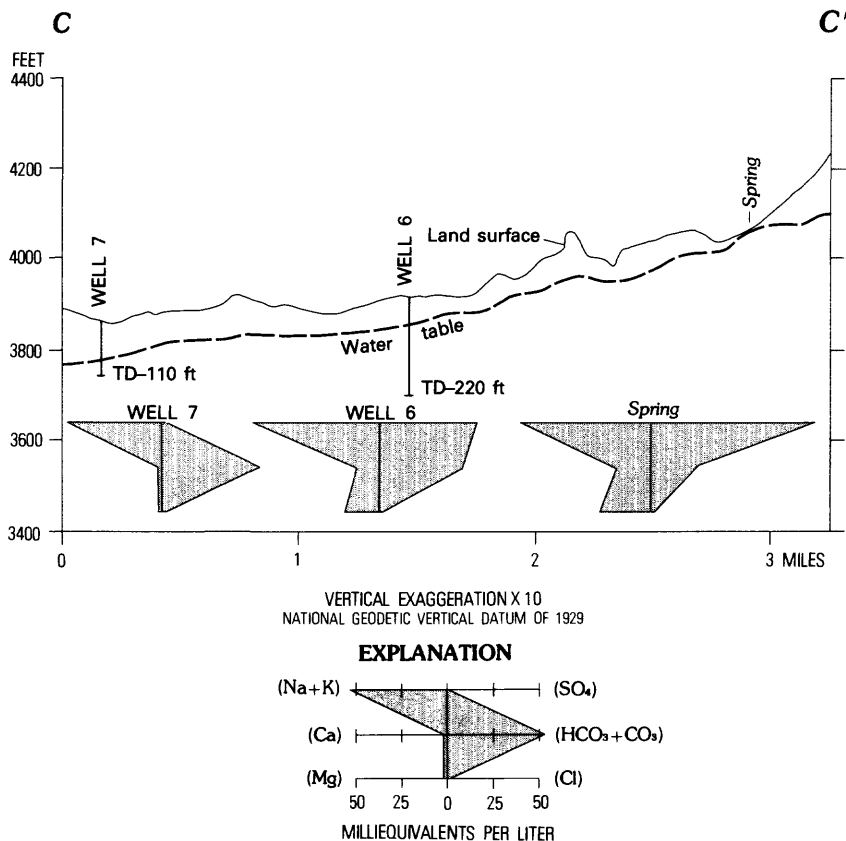 C C'
FEET
4400
4200
4000
3800
3600
3400
WELL 7
WELL 6
Spring
Land surface
Water table
TD–110 ft
TD–220 ft
WELL 7
WELL 6
Spring
0 1 2 3 MILES
VERTICAL EXAGGERATION X 10
NATIONAL GEODETIC VERTICAL DATUM OF 1929
EXPLANATION
(Na+K) (SO₄)
(Ca) (HCO₃+CO₃)
(Mg) (Cl)
50 25 0 25 50
MILLIEQUIVALENTS PER LITER